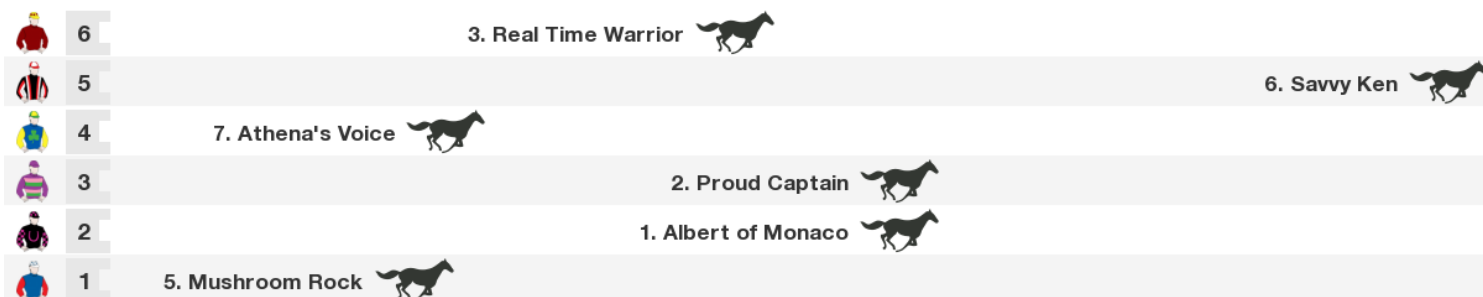 6 3. Real Time Warrior
5 6. Savvy Ken
4 7. Athena's Voice
3 2. Proud Captain
2 1. Albert of Monaco
1 5. Mushroom Rock